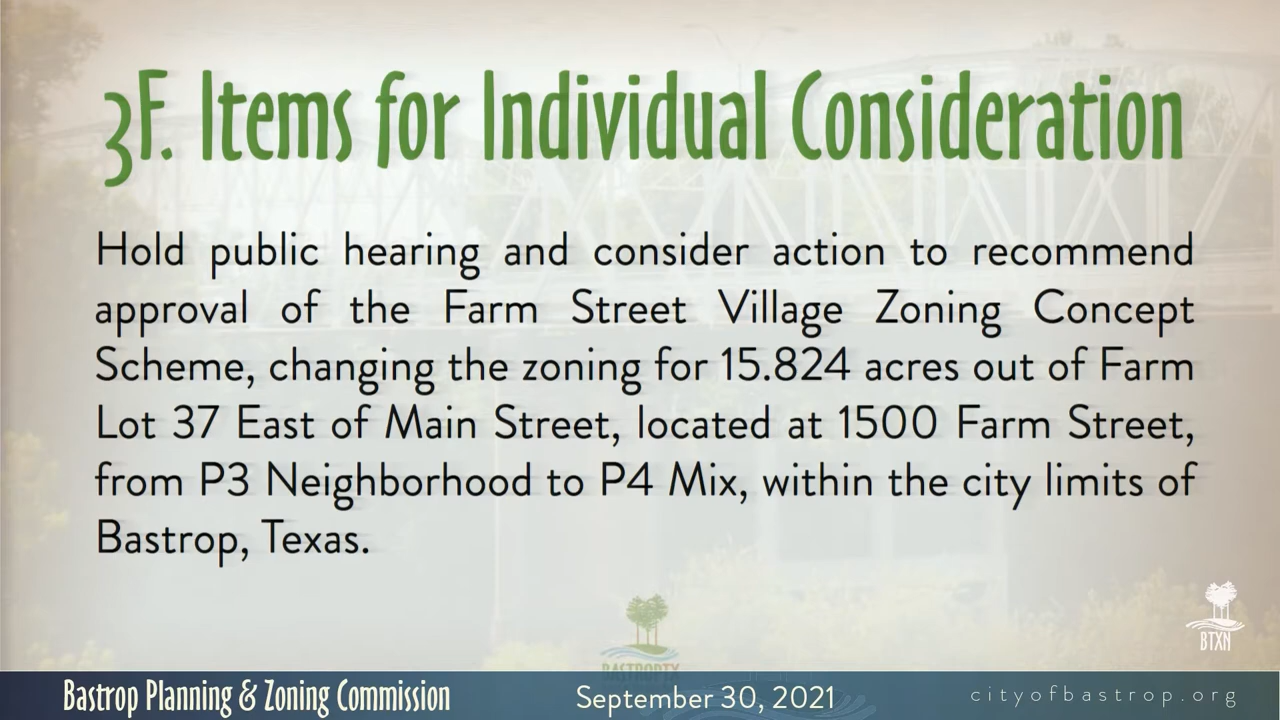 3F. Items for Individual Consideration
Hold public hearing and consider action to recommend
approval of the Farm Street Village Zoning Concept
Scheme, changing the zoning for 15.824 acres out of Farm
Lot 37 East of Main Street, located at 1500 Farm Street,
from P3 Neighborhood to P4 Mix, within the city limits of
Bastrop, Texas.
BTXN
BASTROPTX
Bastrop Planning & Zoning Commission
September 30, 2021
cityofbastrop.org